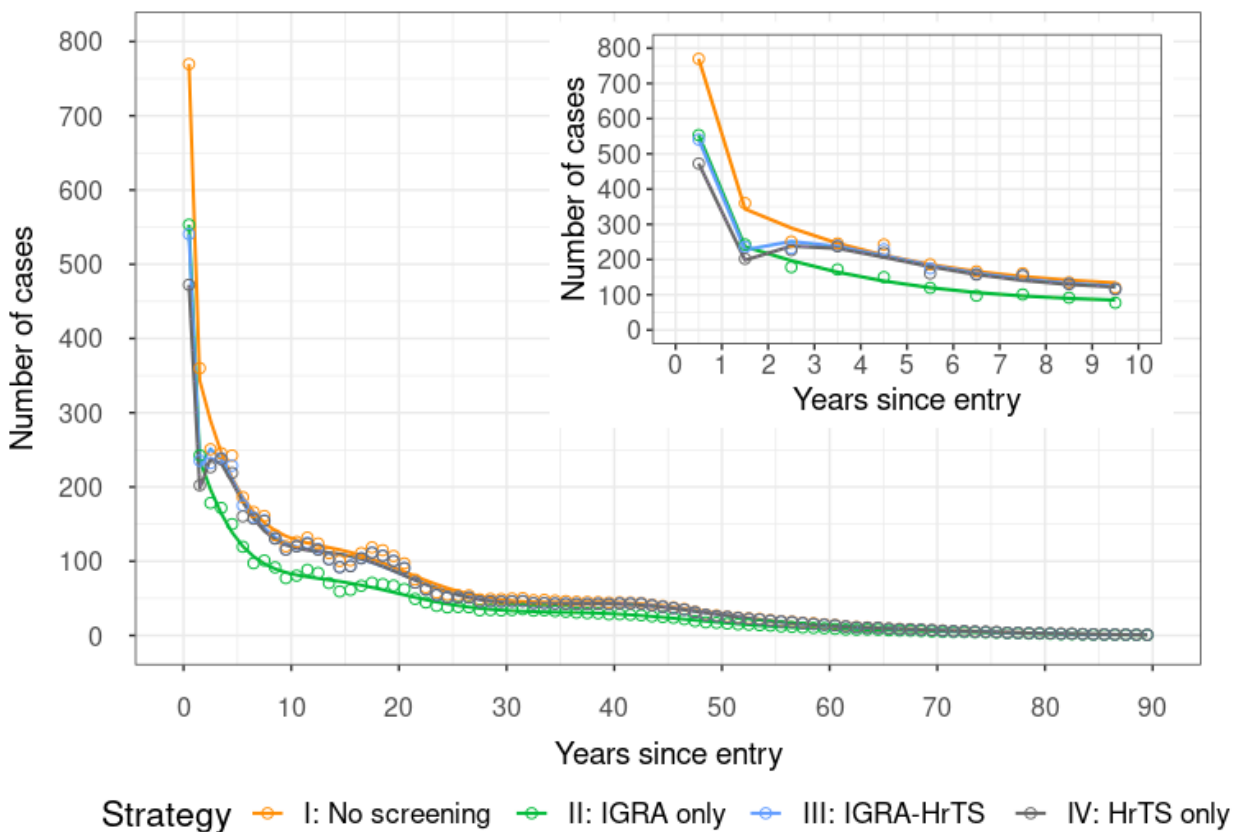 Number of cases
800
700
600
500
400
300
200
100
0
0 10 20 30 40 50 60 70 80 90
Years since entry
Number of cases
800
700
600
500
400
300
200
100
0
0 1 2 3 4 5 6 7 8 9 10
Years since entry
Strategy I: No screening II: IGRA only III: IGRA-HrTS IV: HrTS only